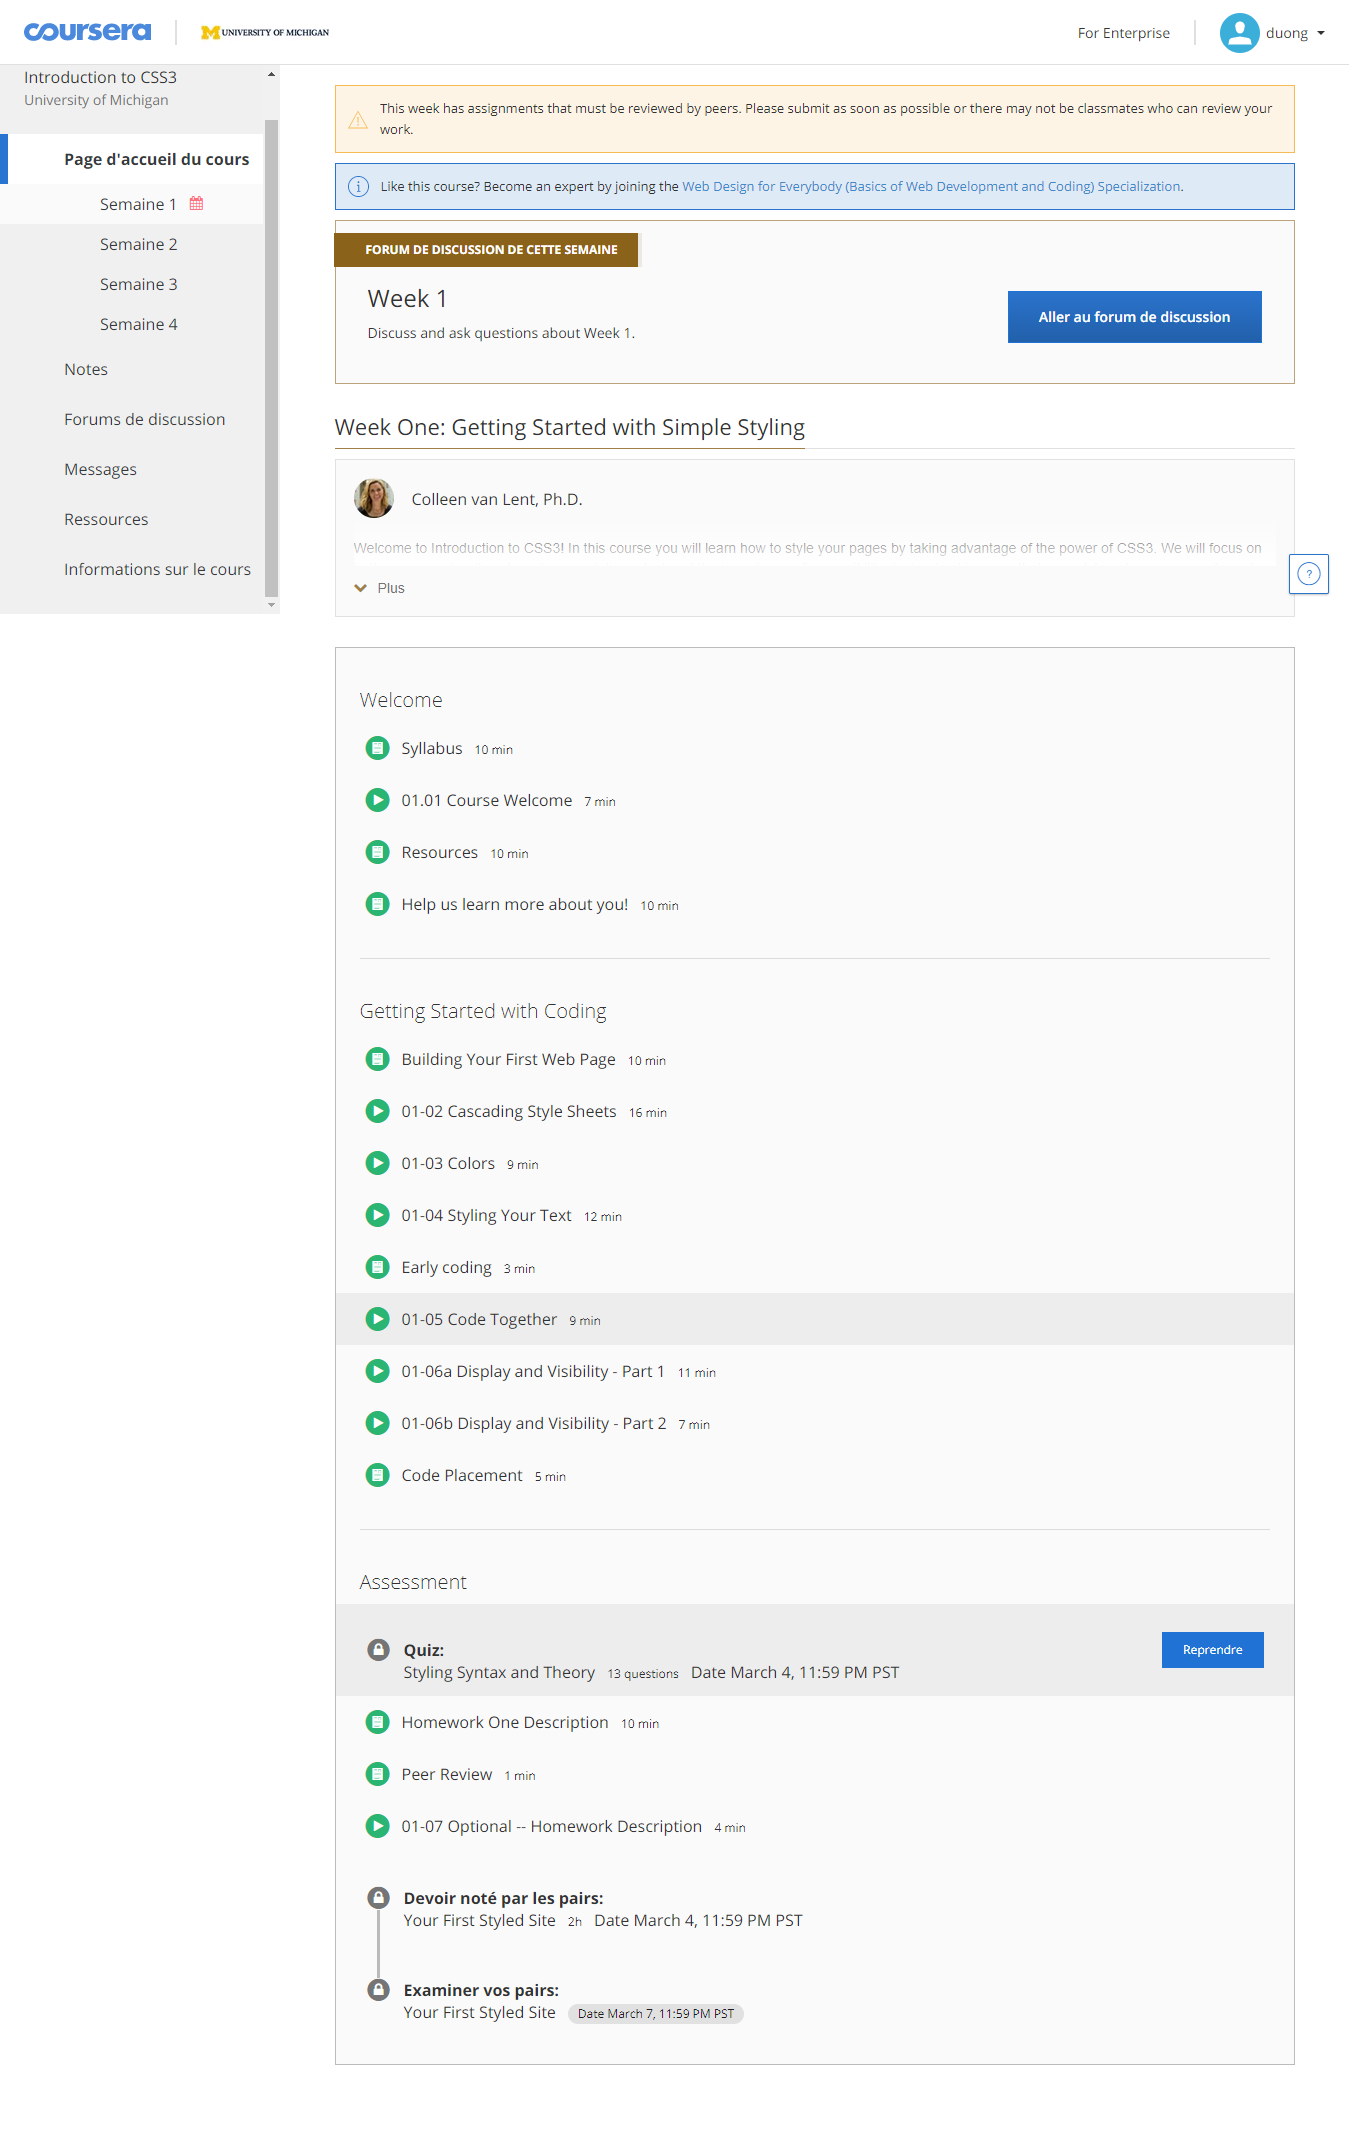 coursera
M UNIVERSITY OF MICHIGAN
For Enterprise
duong
Introduction to CSS3
University of Michigan
Page d'accueil du cours
Semaine 1
Semaine 2
Semaine 3
Semaine 4
Notes
Forums de discussion
Messages
Ressources
Informations sur le cours
This week has assignments that must be reviewed by peers. Please submit as soon as possible or there may not be classmates who can review your
work.
Like this course? Become an expert by joining the Web Design for Everybody (Basics of Web Development and Coding) Specialization.
FORUM DE DISCUSSION DE CETTE SEMAINE
Week 1
Discuss and ask questions about Week 1.
Aller au forum de discussion
Week One: Getting Started with Simple Styling
Colleen van Lent, Ph.D.
Welcome to Introduction to CSS3! In this course you will learn how to style your pages by taking advantage of the power of CSS3. We will focus on
Plus
?
Welcome
Syllabus 10 min
01.01 Course Welcome 7 min
Resources 10 min
Help us learn more about you! 10 min
Getting Started with Coding
Building Your First Web Page 10 min
01-02 Cascading Style Sheets 16 min
01-03 Colors 9 min
01-04 Styling Your Text 12 min
Early coding 3 min
01-05 Code Together 9 min
01-06a Display and Visibility - Part 1 11 min
01-06b Display and Visibility - Part 2 7 min
Code Placement 5 min
Assessment
Quiz:
Styling Syntax and Theory 13 questions Date March 4, 11:59 PM PST
Reprendre
Homework One Description 10 min
Peer Review 1 min
01-07 Optional -- Homework Description 4 min
Devoir noté par les pairs:
Your First Styled Site 2h Date March 4, 11:59 PM PST
Examiner vos pairs:
Your First Styled Site Date March 7, 11:59 PM PST